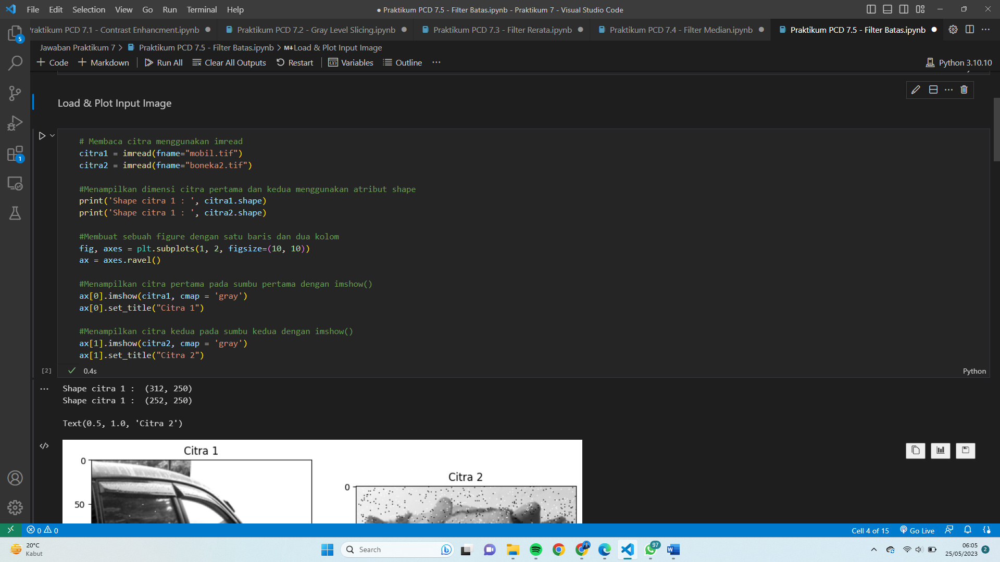 File Edit Selection View Go Run Terminal Help
● Praktikum PCD 7.5 - Filter Batas.ipynb - Praktikum 7 - Visual Studio Code
Praktikum PCD 7.1 - Contrast Enhancment.ipynb
Praktikum PCD 7.2 - Gray Level Slicing.ipynb
Praktikum PCD 7.3 - Filter Rerata.ipynb
Praktikum PCD 7.4 - Filter Median.ipynb
Praktikum PCD 7.5 - Filter Batas.ipynb
5
Jawaban Praktikum 7 > Praktikum PCD 7.5 - Filter Batas.ipynb > M↓Load & Plot Input Image
+ Code + Markdown Run All Clear All Outputs Restart Variables Outline ...
Python 3.10.10
Load & Plot Input Image
# Membaca citra menggunakan imread
citra1 = imread(fname="mobil.tif")
citra2 = imread(fname="boneka2.tif")
#Menampilkan dimensi citra pertama dan kedua menggunakan atribut shape
print('Shape citra 1 : ', citra1.shape)
print('Shape citra 1 : ', citra2.shape)
#Membuat sebuah figure dengan satu baris dan dua kolom
fig, axes = plt.subplots(1, 2, figsize=(10, 10))
ax = axes.ravel()
#Menampilkan citra pertama pada sumbu pertama dengan imshow()
ax[0].imshow(citra1, cmap = 'gray')
ax[0].set_title("Citra 1")
#Menampilkan citra kedua pada sumbu kedua dengan imshow()
ax[1].imshow(citra2, cmap = 'gray')
ax[1].set_title("Citra 2")
1
[2] ✓ 0.4s
Python
Shape citra 1 :  (312, 250)
Shape citra 1 :  (252, 250)
Text(0.5, 1.0, 'Citra 2')
Citra 1
0
50
Citra 2
0
0 0
Cell 4 of 15
Go Live
20°C
Kabut
Search
97
06:05
25/05/2023
2